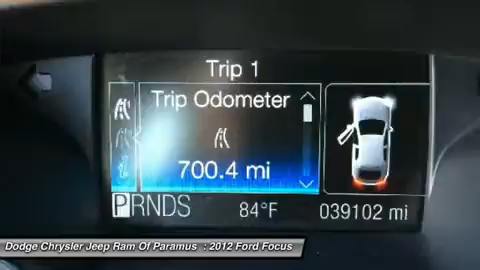 Trip 1
Trip Odometer
700.4 mi
PRNDS 84°F 039102 mi
Dodge Chrysler Jeep Ram Of Paramus : 2012 Ford Focus